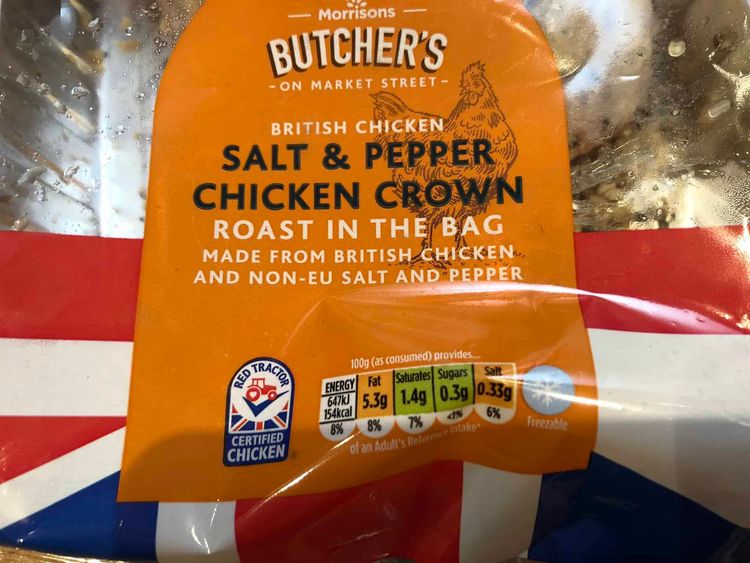 Morrisons
BUTCHER'S
- ON MARKET STREET -
BRITISH CHICKEN
SALT & PEPPER
CHICKEN CROWN
ROAST IN THE BAG
MADE FROM BRITISH CHICKEN
AND NON-EU SALT AND PEPPER
RED TRACTOR
CERTIFIED
CHICKEN
100g (as consumed) provides...
ENERGY Fat Saturates Sugars Salt
647kJ 5.3g 1.4g 0.3g 0.33g
154kcal
8% 8% 7% <1% 6%
of an Adult's Reference Intake*
Freezable